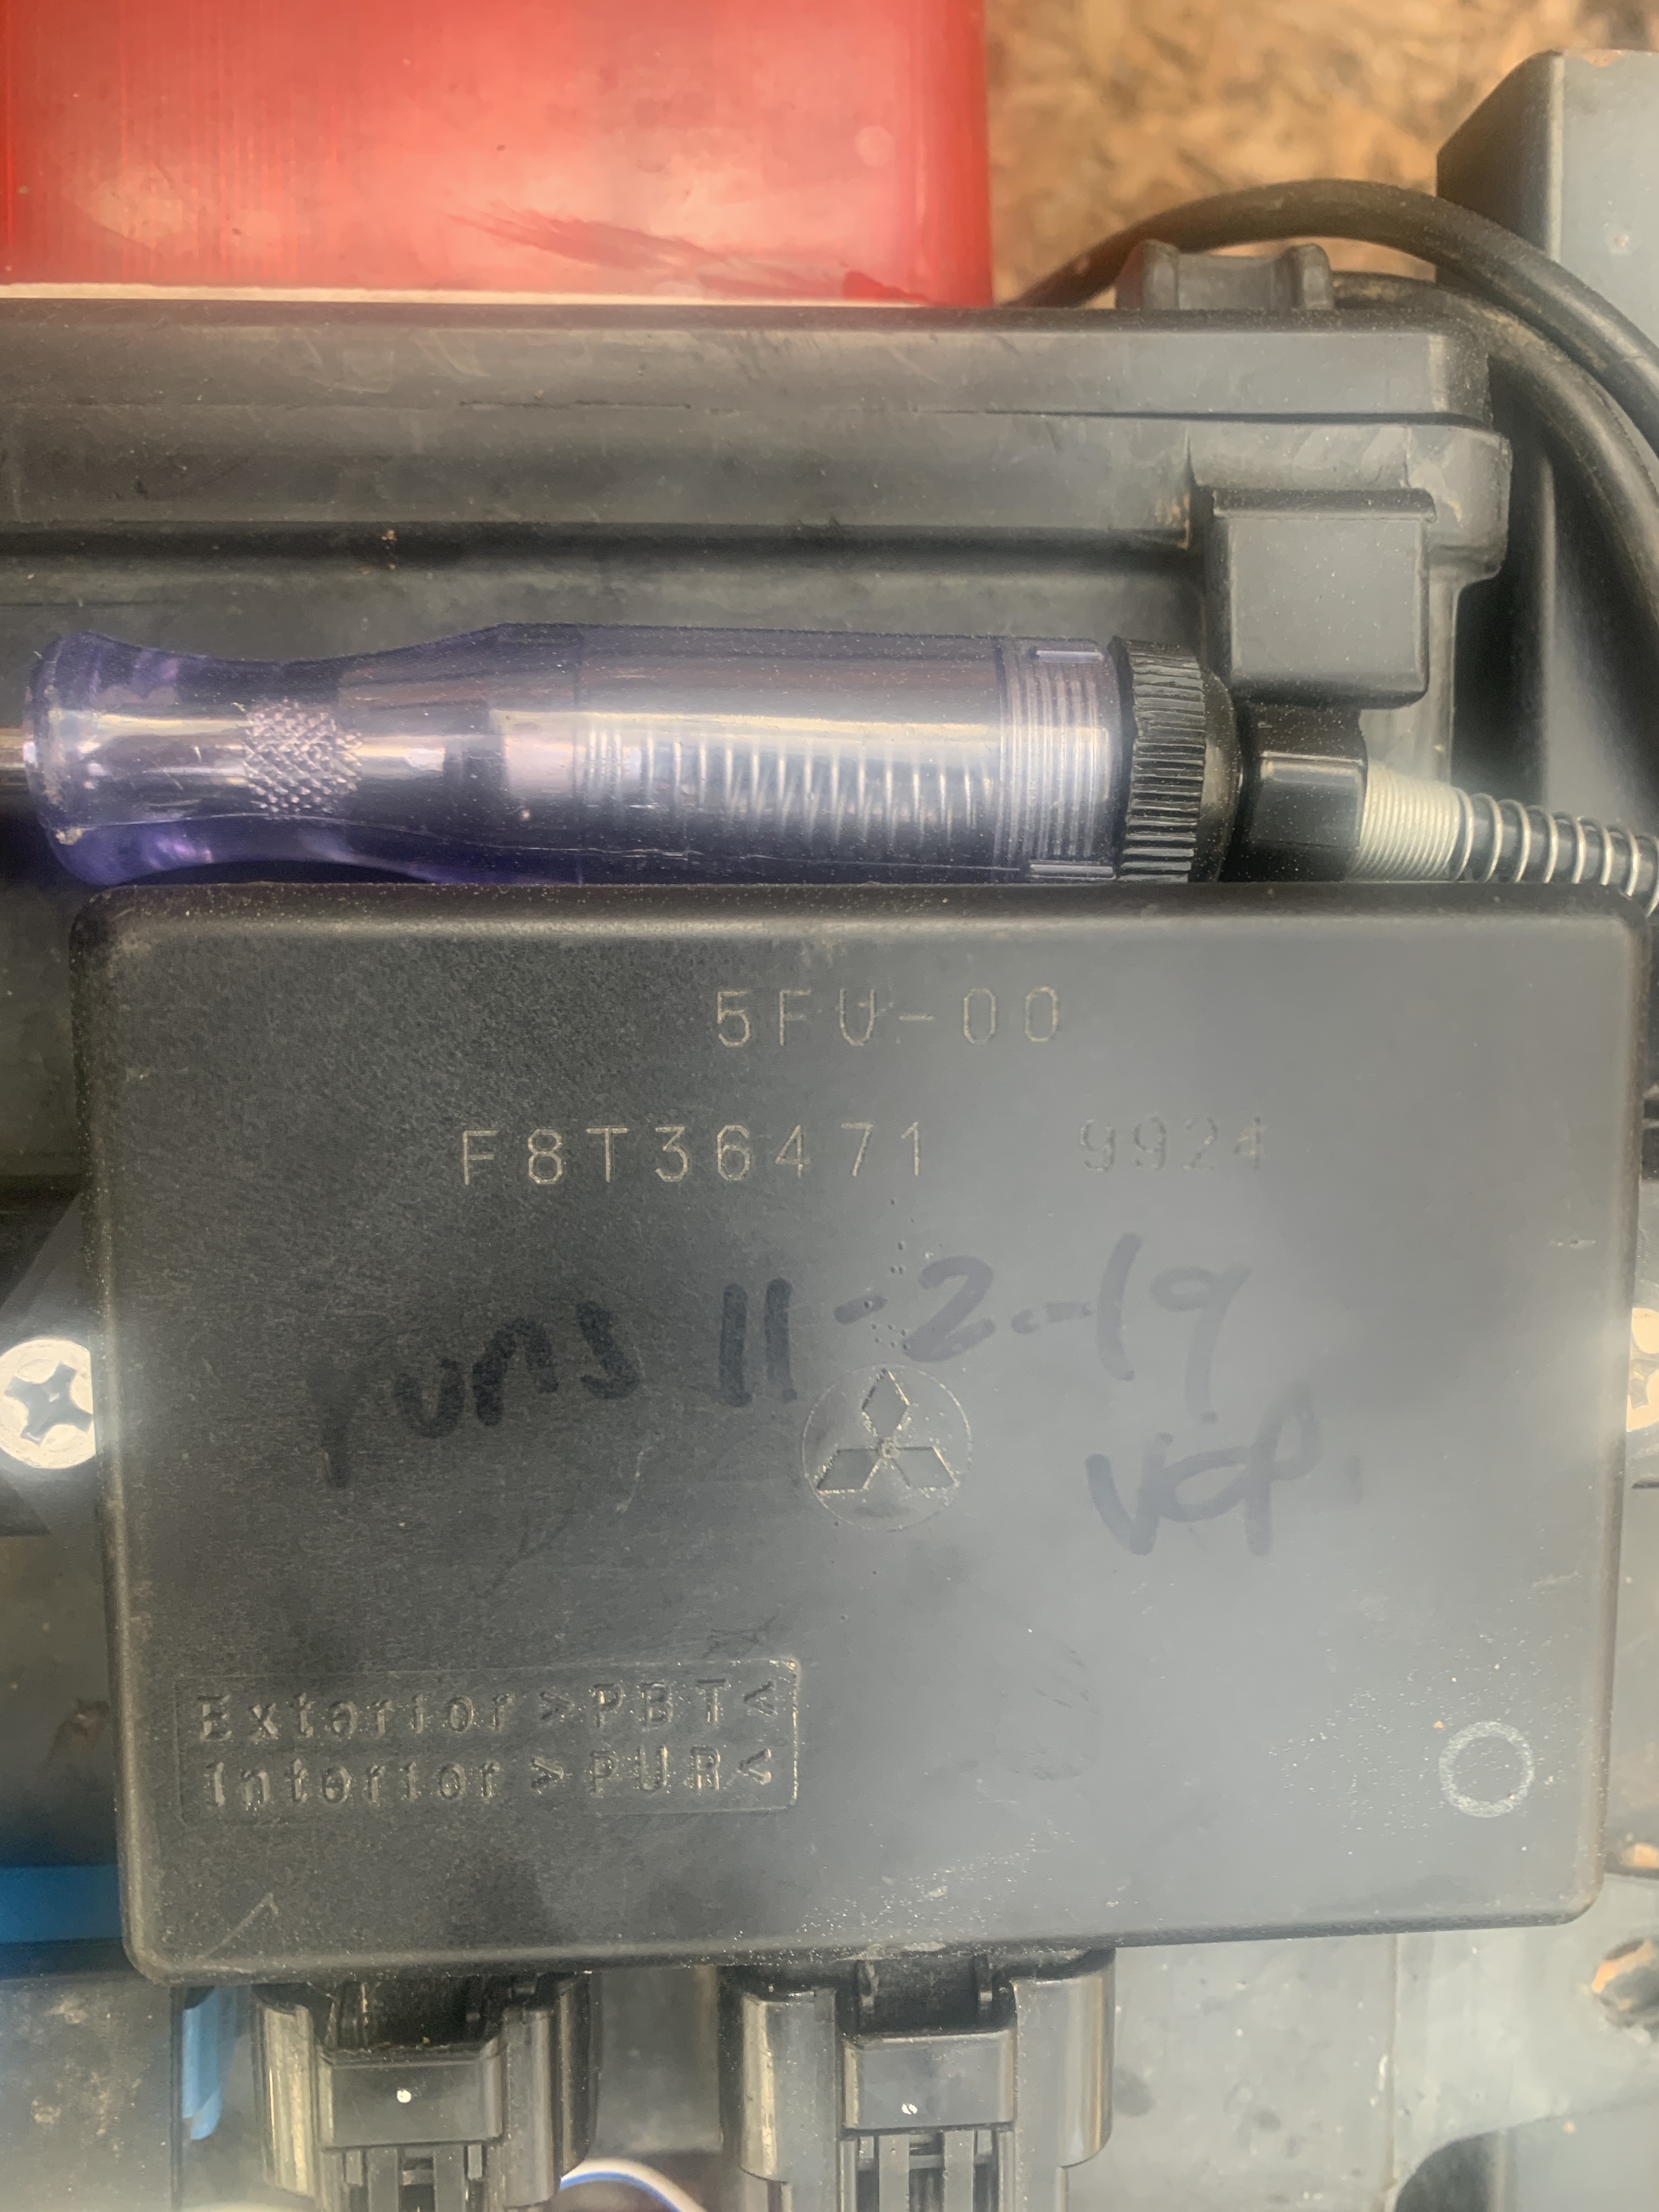 5FU-00
F8T36471 9924
runs 11-2-19
VCP
Exterior >PBT<
Interior >PUR<